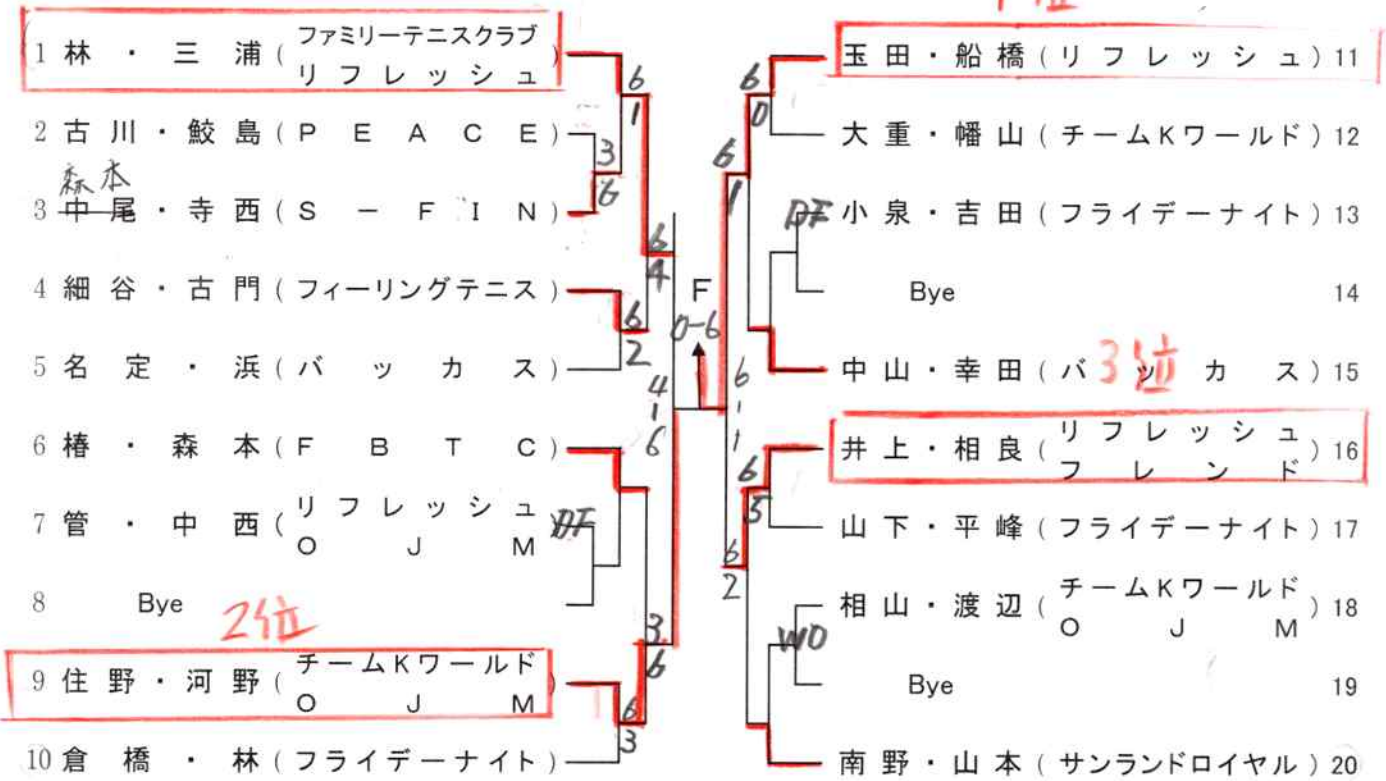 1位
1 林 ・ 三 浦 ( ファミリーテニスクラブ
リ フ レ ッ シ ュ )
2 古 川 ・ 鮫 島 ( P E A C E )
森本
3 中 尾 ・ 寺 西 ( S － F I N )
4 細 谷 ・ 古 門 ( フィーリングテニス )
5 名 定 ・ 浜 ( バ ッ カ ス )
6 椿 ・ 森 本 ( F B T C )
7 管 ・ 中 西 ( リ フ レ ッ シ ュ
O J M ) DF
8 Bye
2位
9 住 野 ・ 河 野 ( チームKワールド
O J M )
10 倉 橋 ・ 林 ( フライデーナイト )
6
1
3
6
6
4
6
2
4
1
6
3
6
6
3
F
0-6
6
0
6
1
6
1
1
6
5
6
2
玉 田 ・ 船 橋 ( リ フ レ ッ シ ュ ) 11
大 重 ・ 幡 山 ( チームKワールド ) 12
DF 小 泉 ・ 吉 田 ( フライデーナイト ) 13
Bye 14
3位
中 山 ・ 幸 田 ( バ ッ カ ス ) 15
井 上 ・ 相 良 ( リ フ レ ッ シ ュ
フ レ ン ド ) 16
山 下 ・ 平 峰 ( フライデーナイト ) 17
相 山 ・ 渡 辺 ( チームKワールド
O J M ) 18
WO
Bye 19
南 野 ・ 山 本 ( サンランドロイヤル ) 20